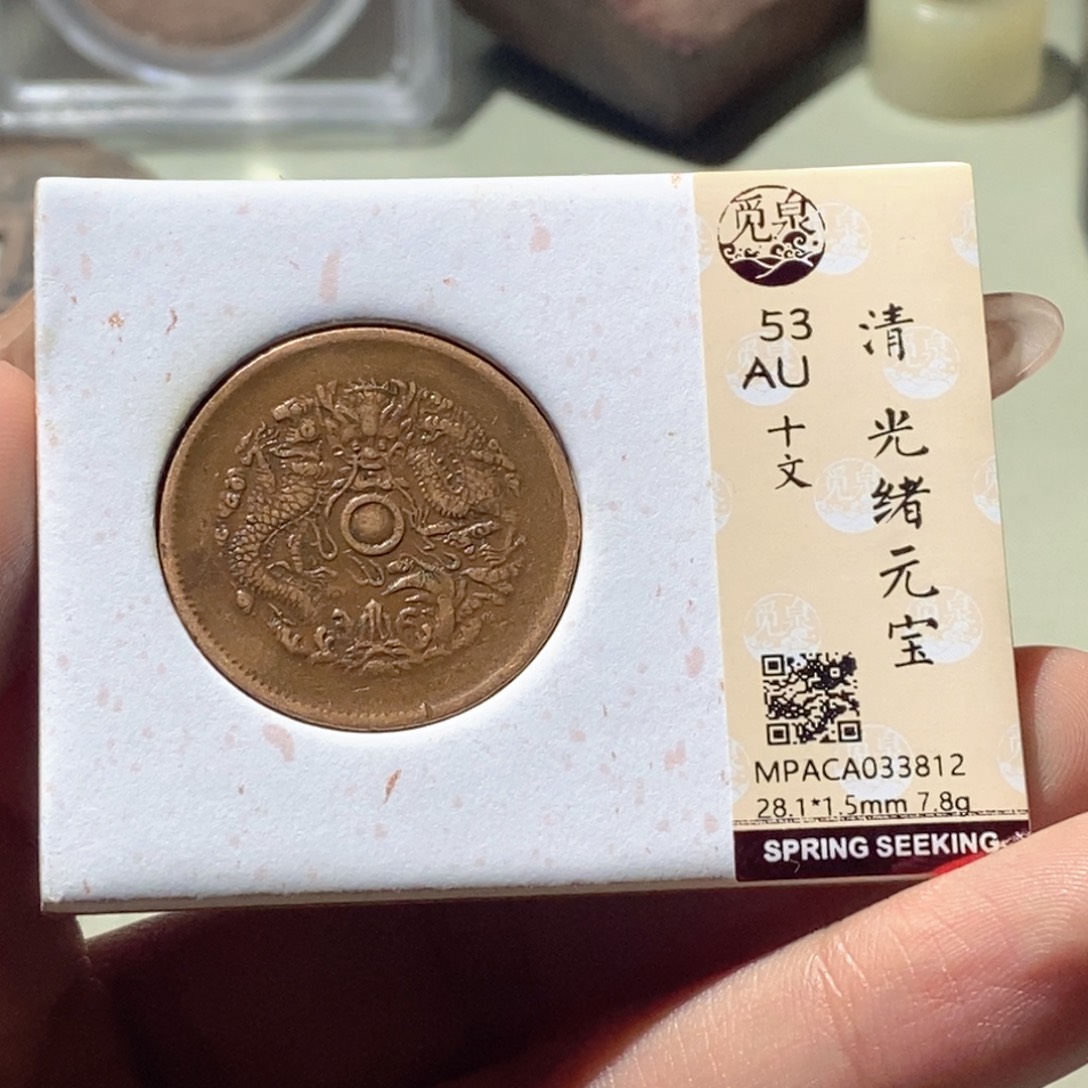 觅泉
53
AU
十文
清 光绪元宝
MPACA033812
28.1*1.5mm 7.8g
SPRING SEEKING